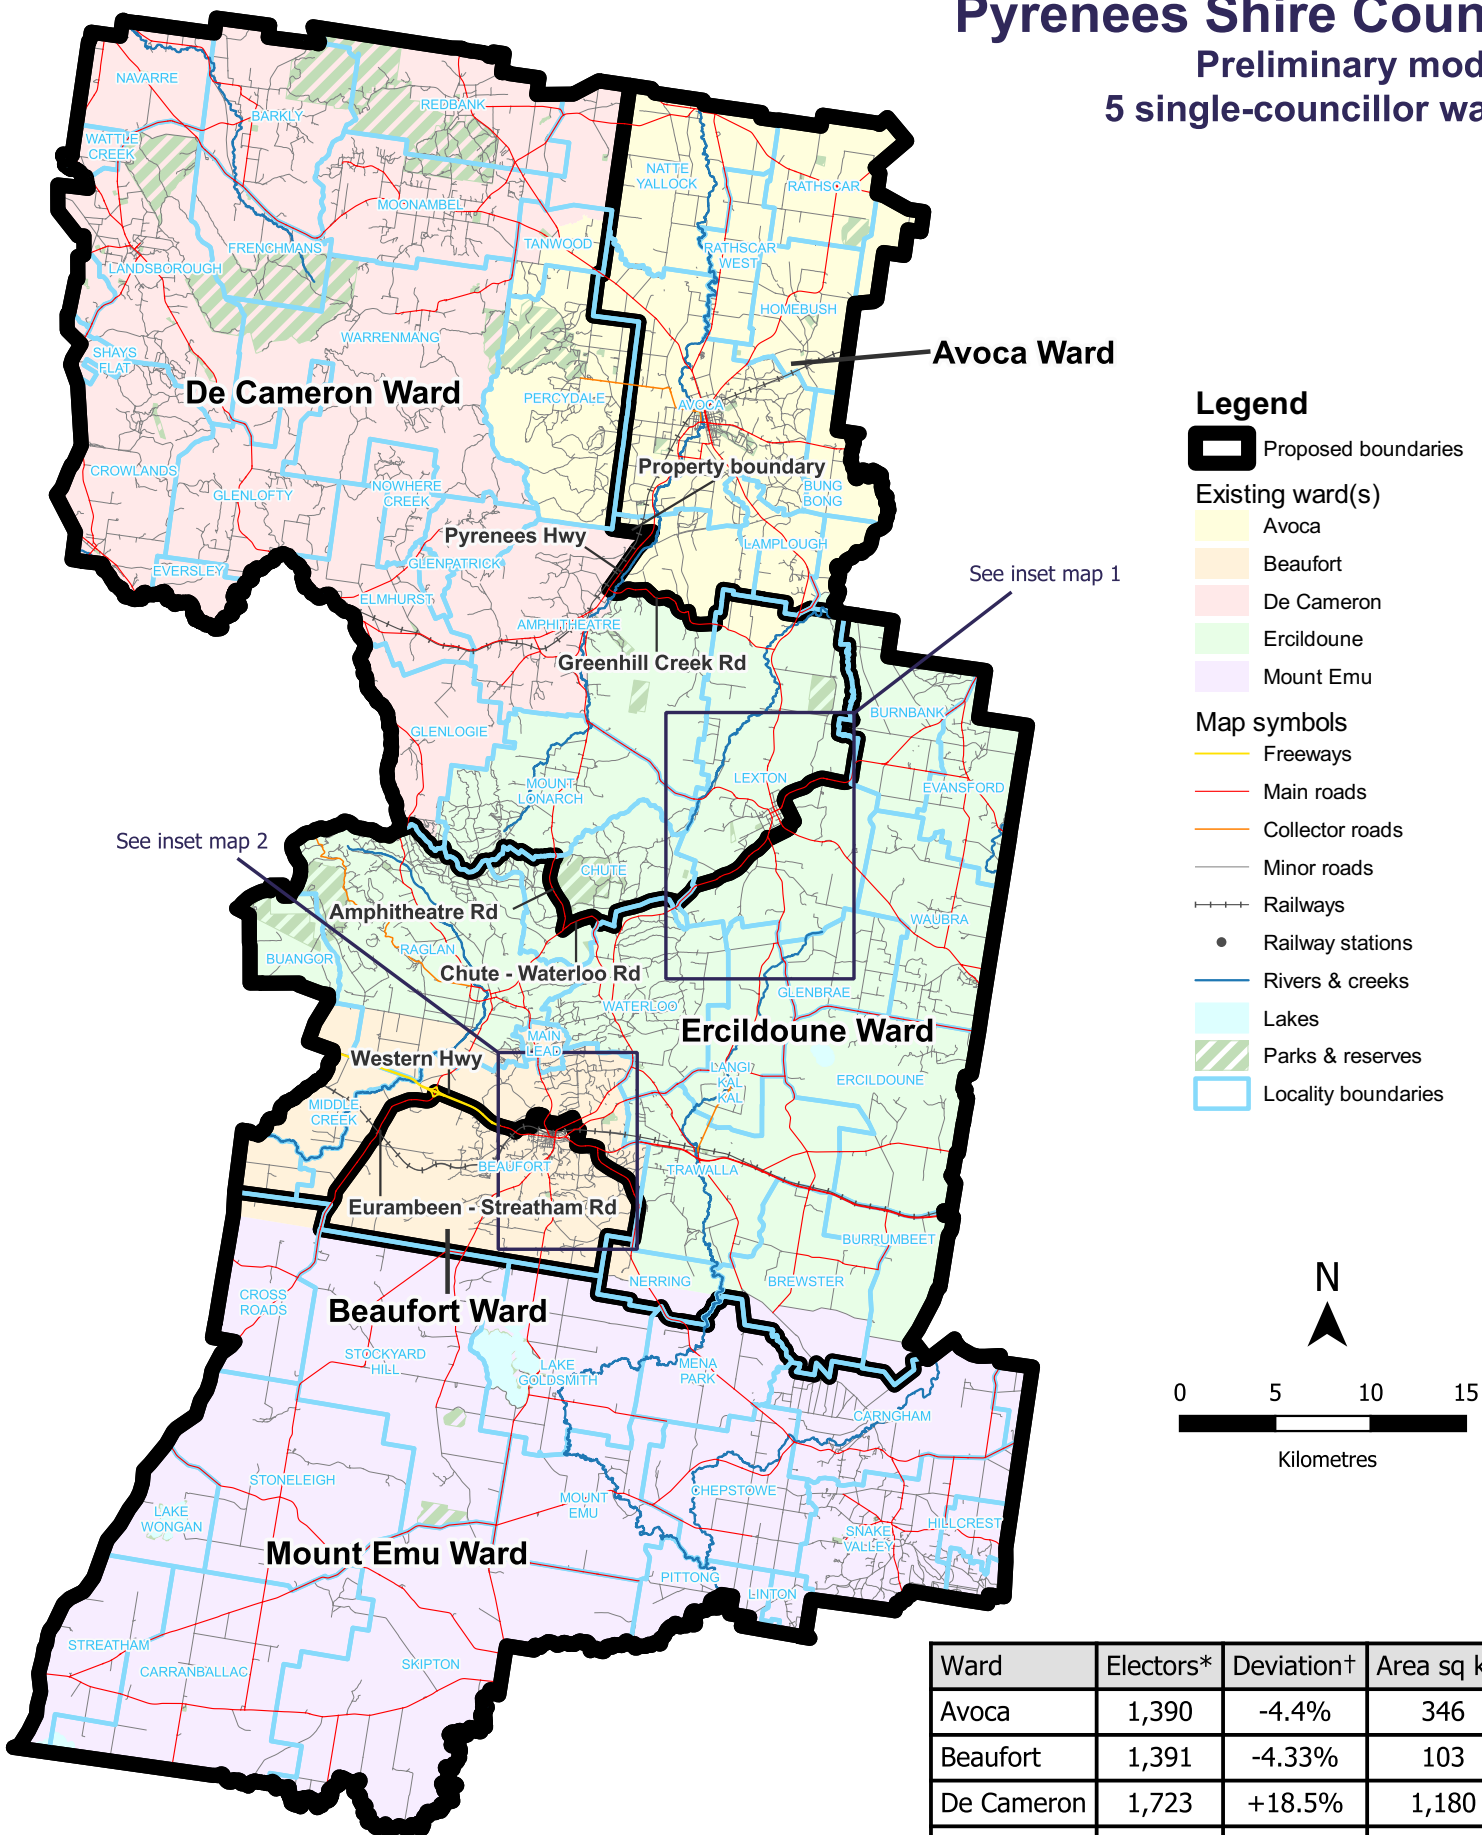 Pyrenees Shire Coun
Preliminary mod
5 single-councillor wa
NAVARRE
BARKLY
REDBANK
WATTLE
CREEK
NATTE
YALLOCK
RATHSCAR
MOONAMBEL
FRENCHMANS
TANWOOD
RATHSCAR
WEST
LANDSBOROUGH
HOMEBUSH
WARRENMANG
SHAYS
FLAT
De Cameron Ward
Avoca Ward
PERCYDALE
AVOCA
Property boundary
CROWLANDS
GLENLOFTY
NOWHERE
CREEK
BUNG
BONG
Pyrenees Hwy
LAMPLOUGH
EVERSLEY
GLENPATRICK
ELMHURST
See inset map 1
AMPHITHEATRE
Greenhill Creek Rd
GLENLOGIE
BURNBANK
MOUNT
LONARCH
LEXTON
EVANSFORD
See inset map 2
CHUTE
Amphitheatre Rd
WAUBRA
RAGLAN
BUANGOR
Chute - Waterloo Rd
GLENBRAE
WATERLOO
Ercildoune Ward
MAIN
LEAD
Western Hwy
LANGI
KAL
KAL
ERCILDOUNE
MIDDLE
CREEK
BEAUFORT
TRAWALLA
Eurambeen - Streatham Rd
BURRUMBEET
NERRING
BREWSTER
CROSS
ROADS
Beaufort Ward
STOCKYARD
HILL
LAKE
GOLDSMITH
MENA
PARK
CARNGHAM
STONELEIGH
CHEPSTOWE
LAKE
WONGAN
MOUNT
EMU
SNAKE
VALLEY
HILLCREST
Mount Emu Ward
PITTONG
LINTON
STREATHAM
CARRANBALLAC
SKIPTON
Legend
Proposed boundaries
Existing ward(s)
Avoca
Beaufort
De Cameron
Ercildoune
Mount Emu
Map symbols
Freeways
Main roads
Collector roads
Minor roads
Railways
Railway stations
Rivers & creeks
Lakes
Parks & reserves
Locality boundaries
N
0 5 10 15
Kilometres
Ward Electors* Deviation† Area sq k
Avoca 1,390 -4.4% 346
Beaufort 1,391 -4.33% 103
De Cameron 1,723 +18.5% 1,180